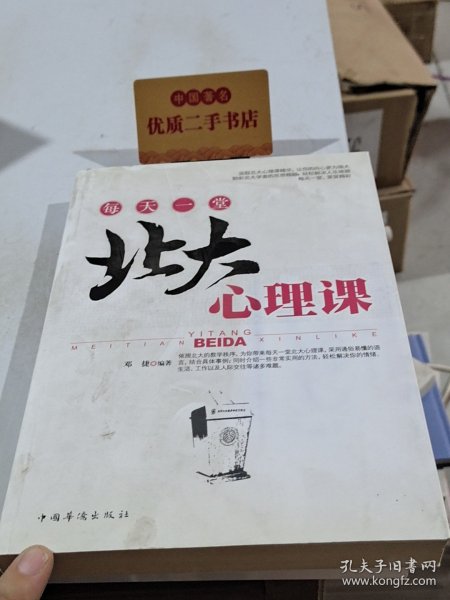 中国著名
优质二手书店
每天一堂
北大
心理课
YITANG
MEITIAN BEIDA XINLIKE
邓 捷◎编著
依照北大的教学秩序，为你带来每天一堂北大心理课，采用通俗易懂的语
言，结合具体事例；同时介绍一些非常实用的方法，轻松解决你的情绪、
生活、工作以及人际交往等诸多难题。
中国华侨出版社
孔夫子旧书网
www.kongfz.com